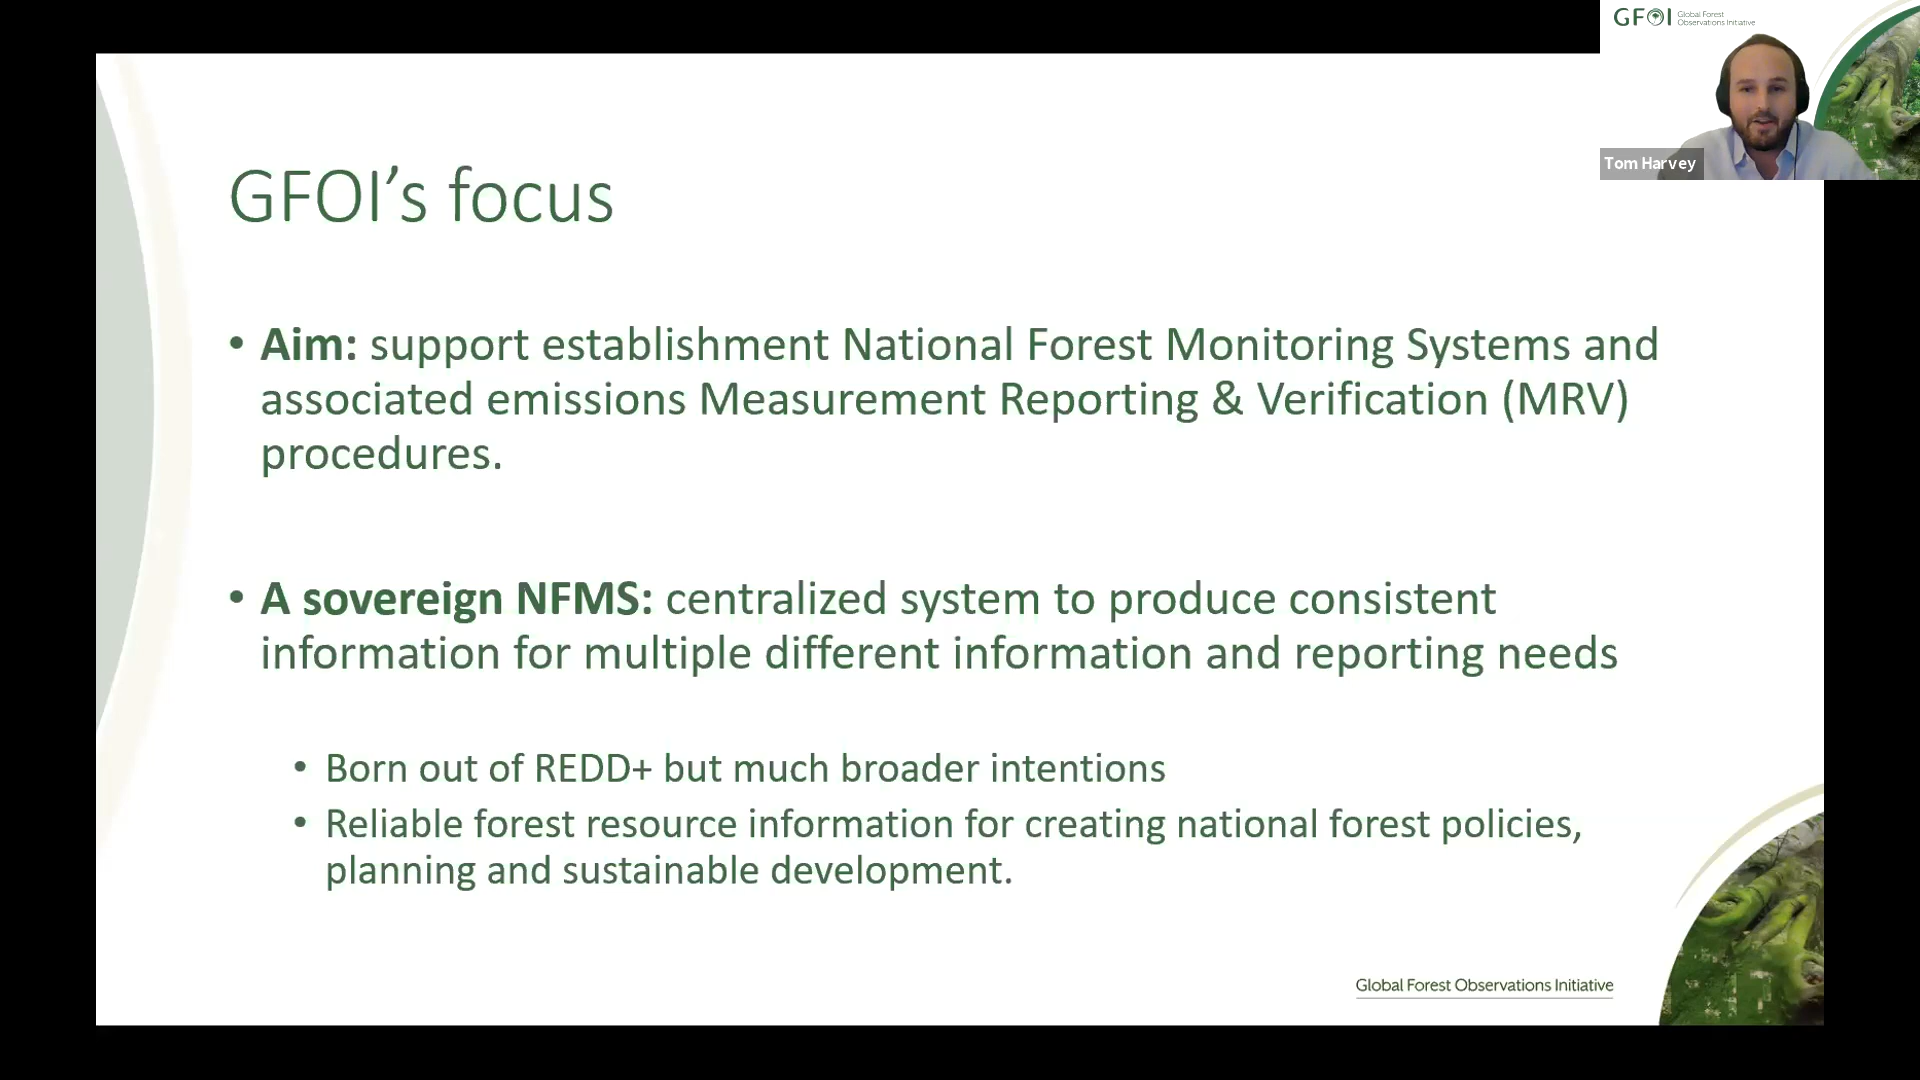 GFOI Global Forest
Observations Initiative
Tom Harvey
GFOI’s focus
• Aim: support establishment National Forest Monitoring Systems and
associated emissions Measurement Reporting & Verification (MRV)
procedures.
• A sovereign NFMS: centralized system to produce consistent
information for multiple different information and reporting needs
• Born out of REDD+ but much broader intentions
• Reliable forest resource information for creating national forest policies,
planning and sustainable development.
Global Forest Observations Initiative